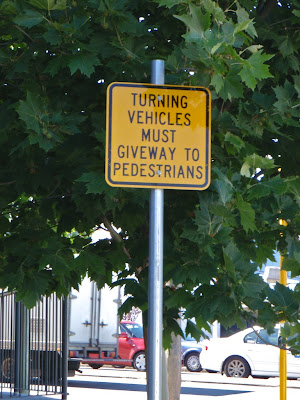 TURNING
VEHICLES
MUST
GIVEWAY TO
PEDESTRIANS